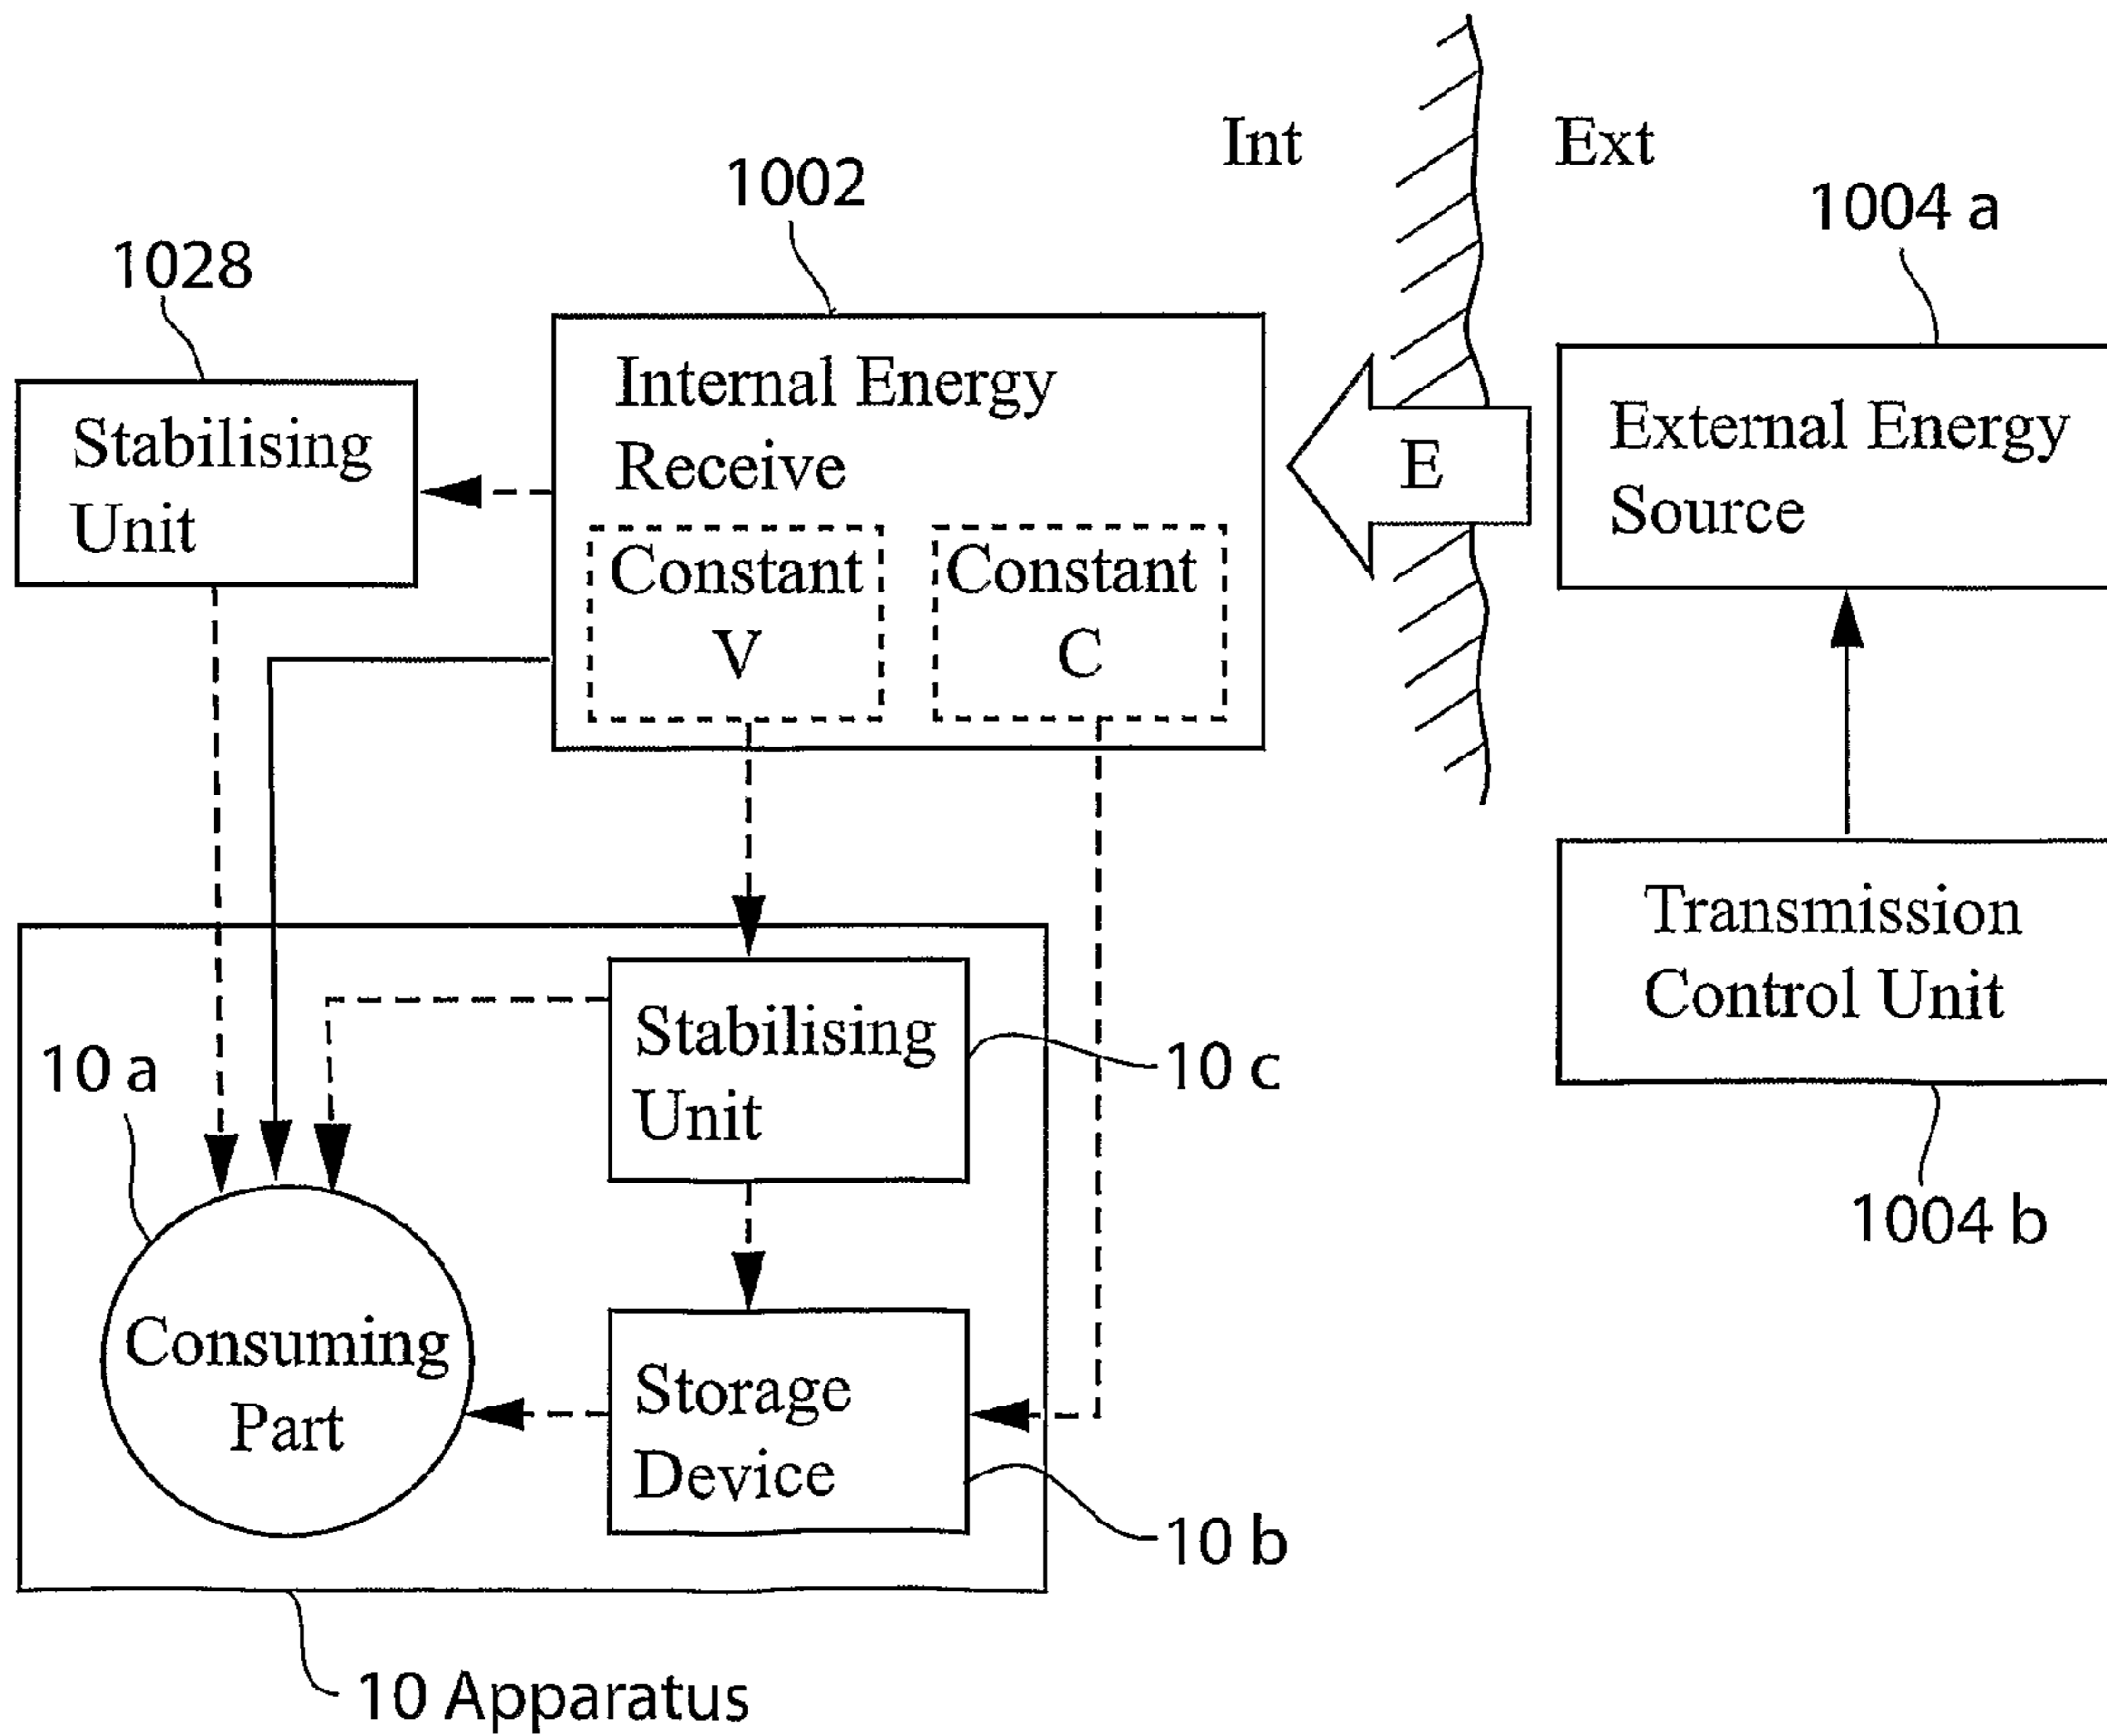 Int
Ext
1002
1004 a
1028
Internal Energy
Receive
Stabilising
Unit
E
External Energy
Source
Constant
V
Constant
C
Transmission
Control Unit
1004 b
10 a
Stabilising
Unit
10 c
Consuming
Part
Storage
Device
10 b
10 Apparatus